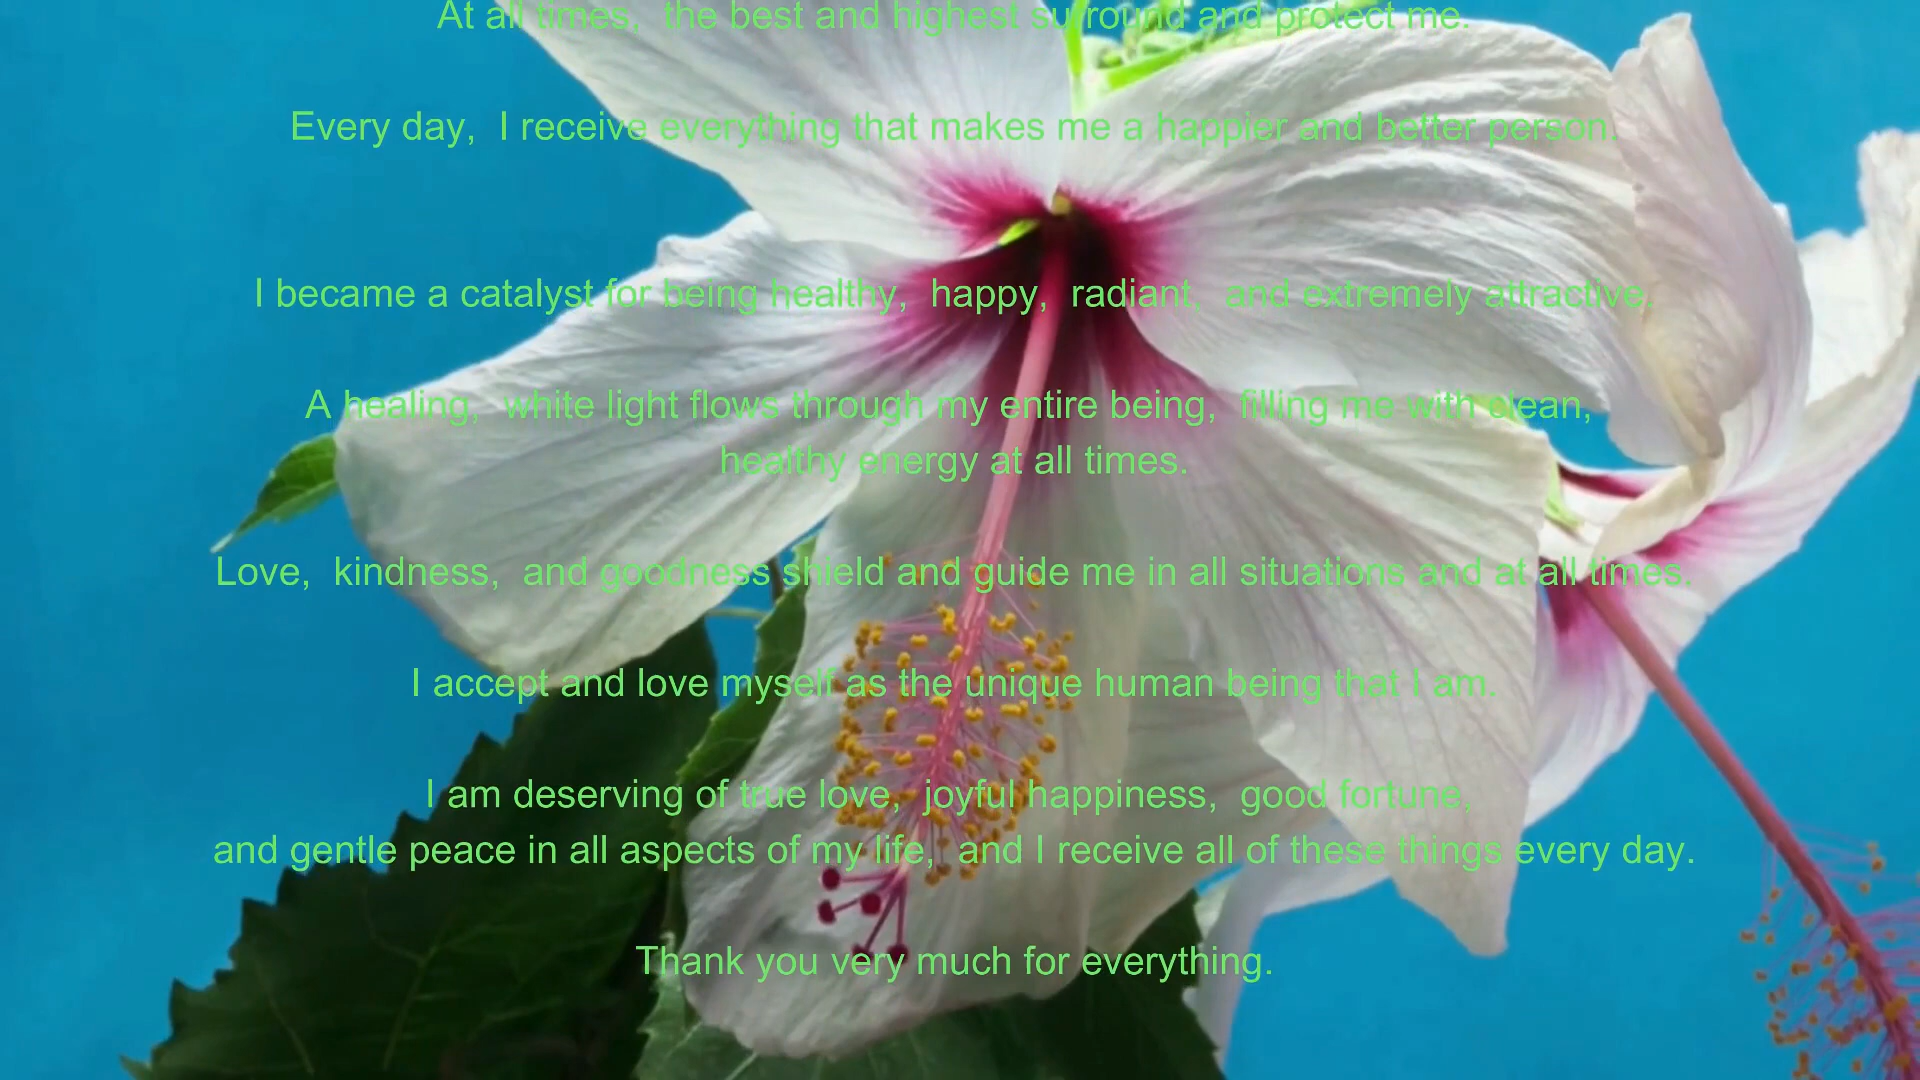 At all times,  the best and highest surround and protect me.
Every day,  I receive everything that makes me a happier and better person.
I became a catalyst for being healthy,  happy,  radiant,  and extremely attractive.
A healing,  white light flows through my entire being,  filling me with clean,
healthy energy at all times.
Love,  kindness,  and goodness shield and guide me in all situations and at all times.
I accept and love myself as the unique human being that I am.
I am deserving of true love,  joyful happiness,  good fortune,
and gentle peace in all aspects of my life,  and I receive all of these things every day.
Thank you very much for everything.